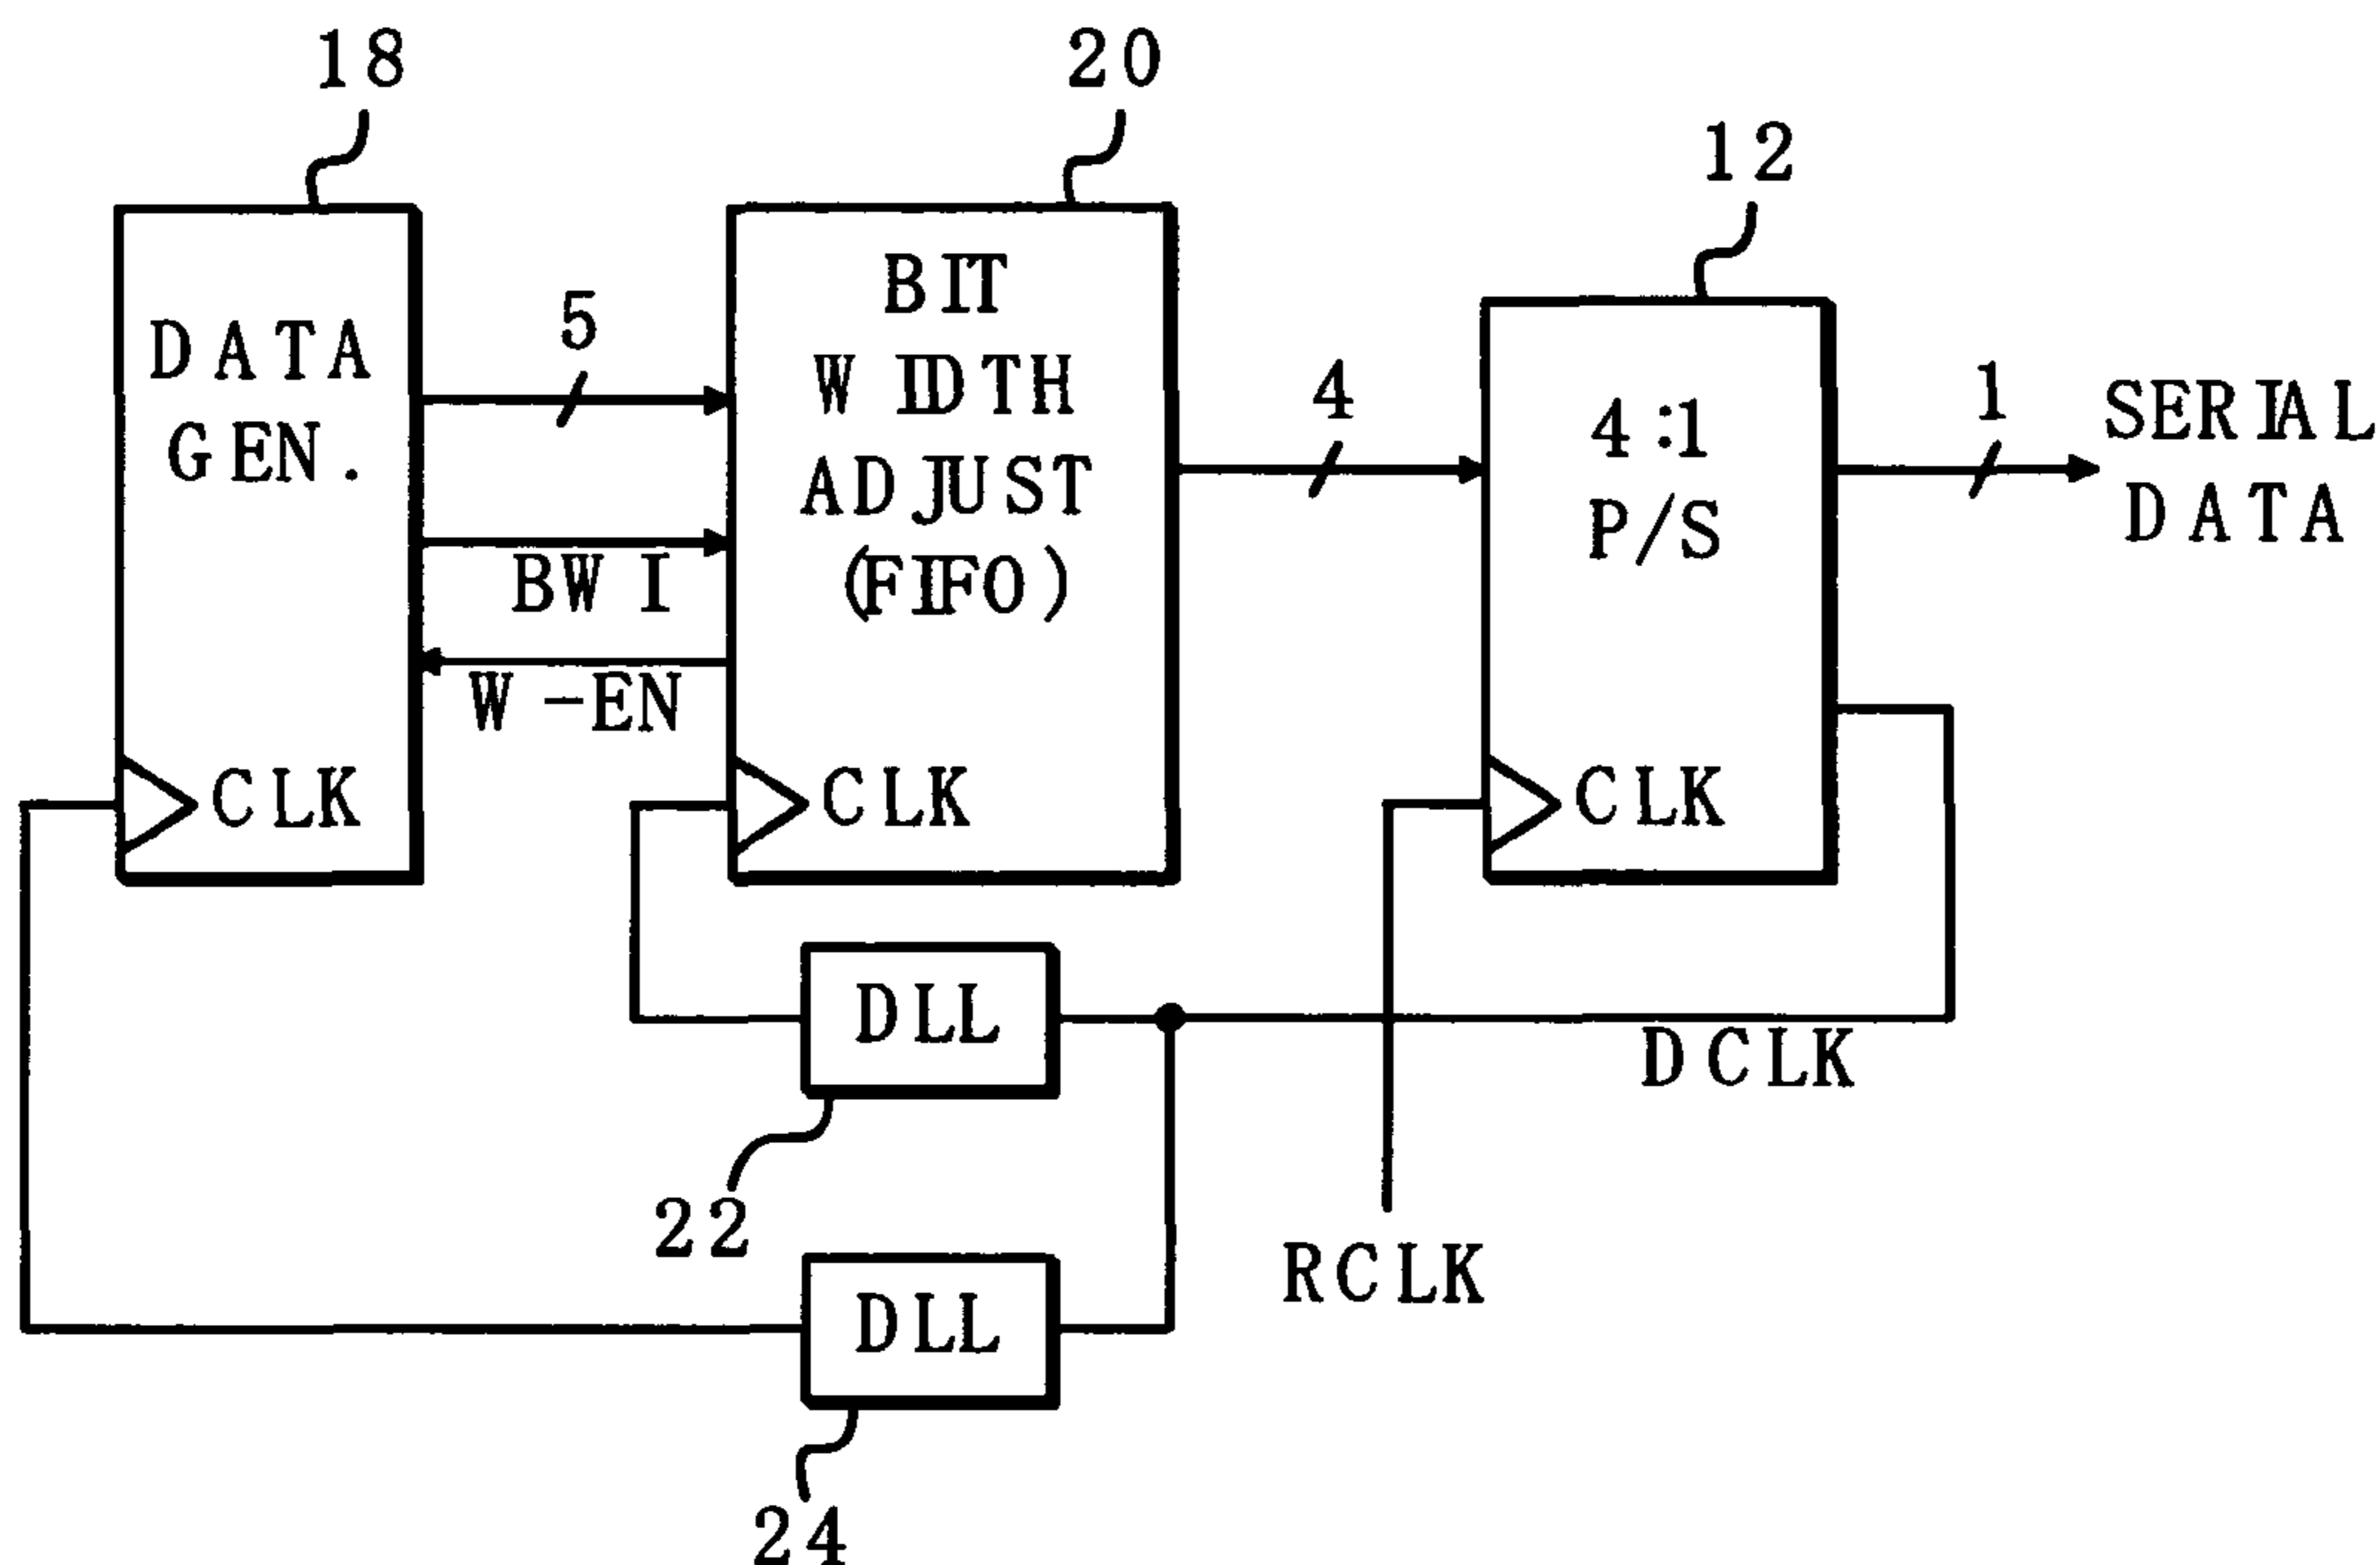 18
20
12
DATA
GEN.
5
BWI
W-EN
CLK
BIT
WIDTH
ADJUST
(FIFO)
CLK
4
4:1
P/S
CLK
1
SERIAL
DATA
DLL
22
DCLK
RCLK
DLL
24